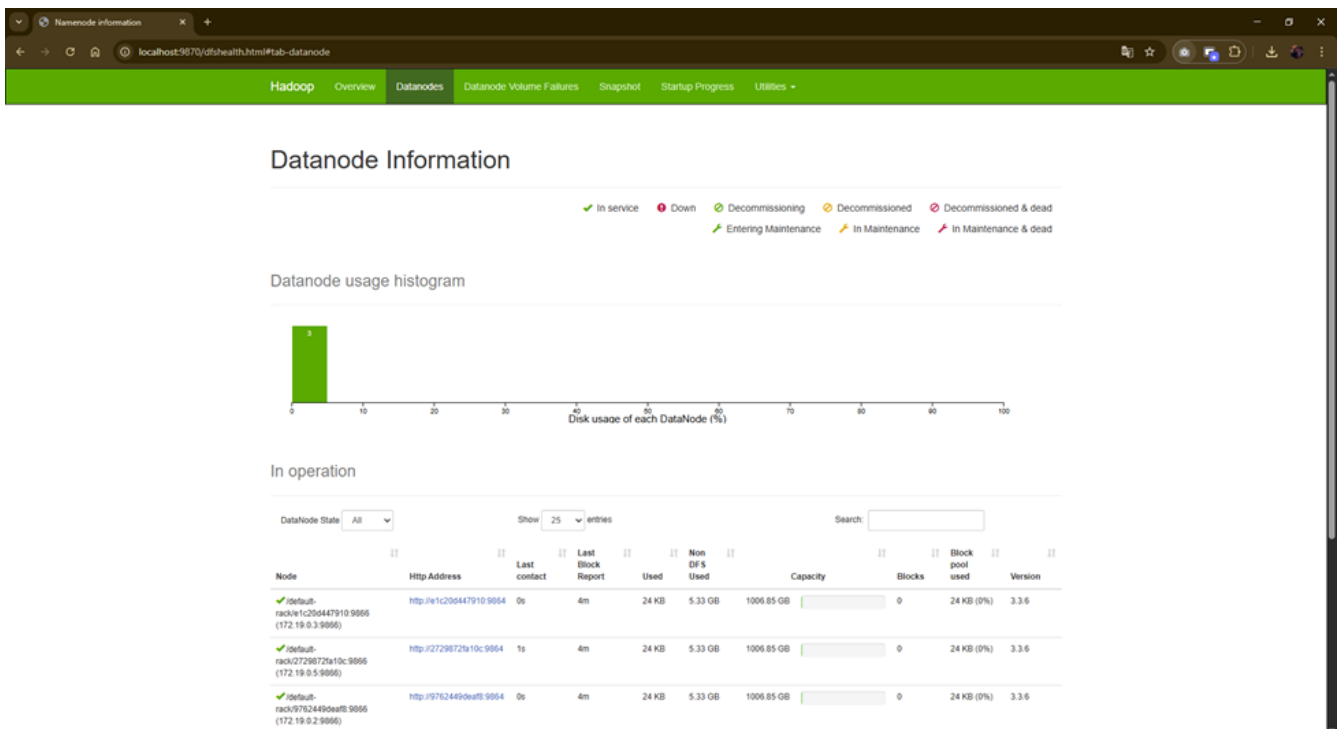 Namenode information
localhost:9870/dfshealth.html#tab-datanode
Hadoop Overview Datanodes Datanode Volume Failures Snapshot Startup Progress Utilities
Datanode Information
In service Down Decommissioning Decommissioned Decommissioned & dead
Entering Maintenance In Maintenance In Maintenance & dead
Datanode usage histogram
3
0 10 20 30 40 50 60 70 80 90 100
Disk usage of each DataNode (%)
In operation
DataNode State All Show 25 entries Search:
Node Http Address Last contact Last Block Report Used Non DFS Used Capacity Blocks Block pool used Version
/default-rack/e1c20d447910:9866 (172.19.0.3:9866) http://e1c20d447910:9864 0s 4m 24 KB 5.33 GB 1006.85 GB 0 24 KB (0%) 3.3.6
/default-rack/2729872fa10c:9866 (172.19.0.5:9866) http://2729872fa10c:9864 1s 4m 24 KB 5.33 GB 1006.85 GB 0 24 KB (0%) 3.3.6
/default-rack/9762449deaf8:9866 (172.19.0.2:9866) http://9762449deaf8:9864 0s 4m 24 KB 5.33 GB 1006.85 GB 0 24 KB (0%) 3.3.6